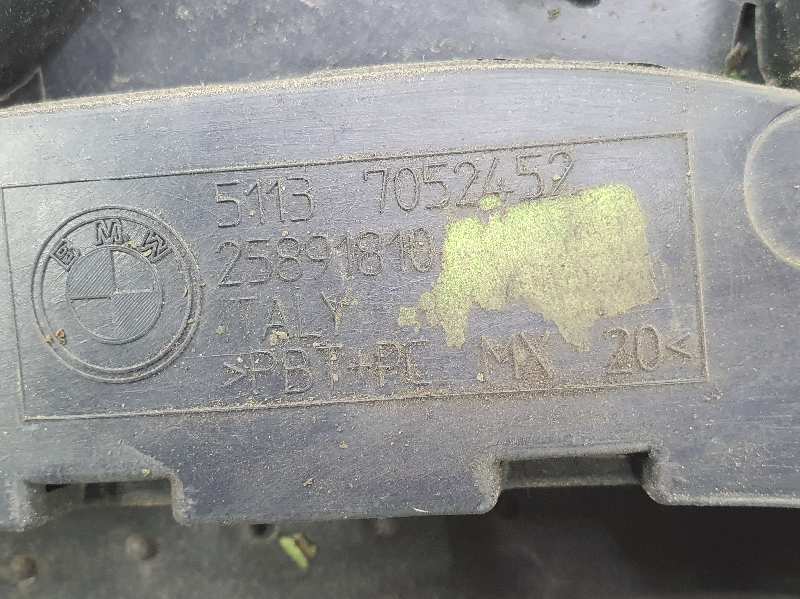 BMW
5113 7052452
25891810
ITALY
>PBT+PC MX 20<